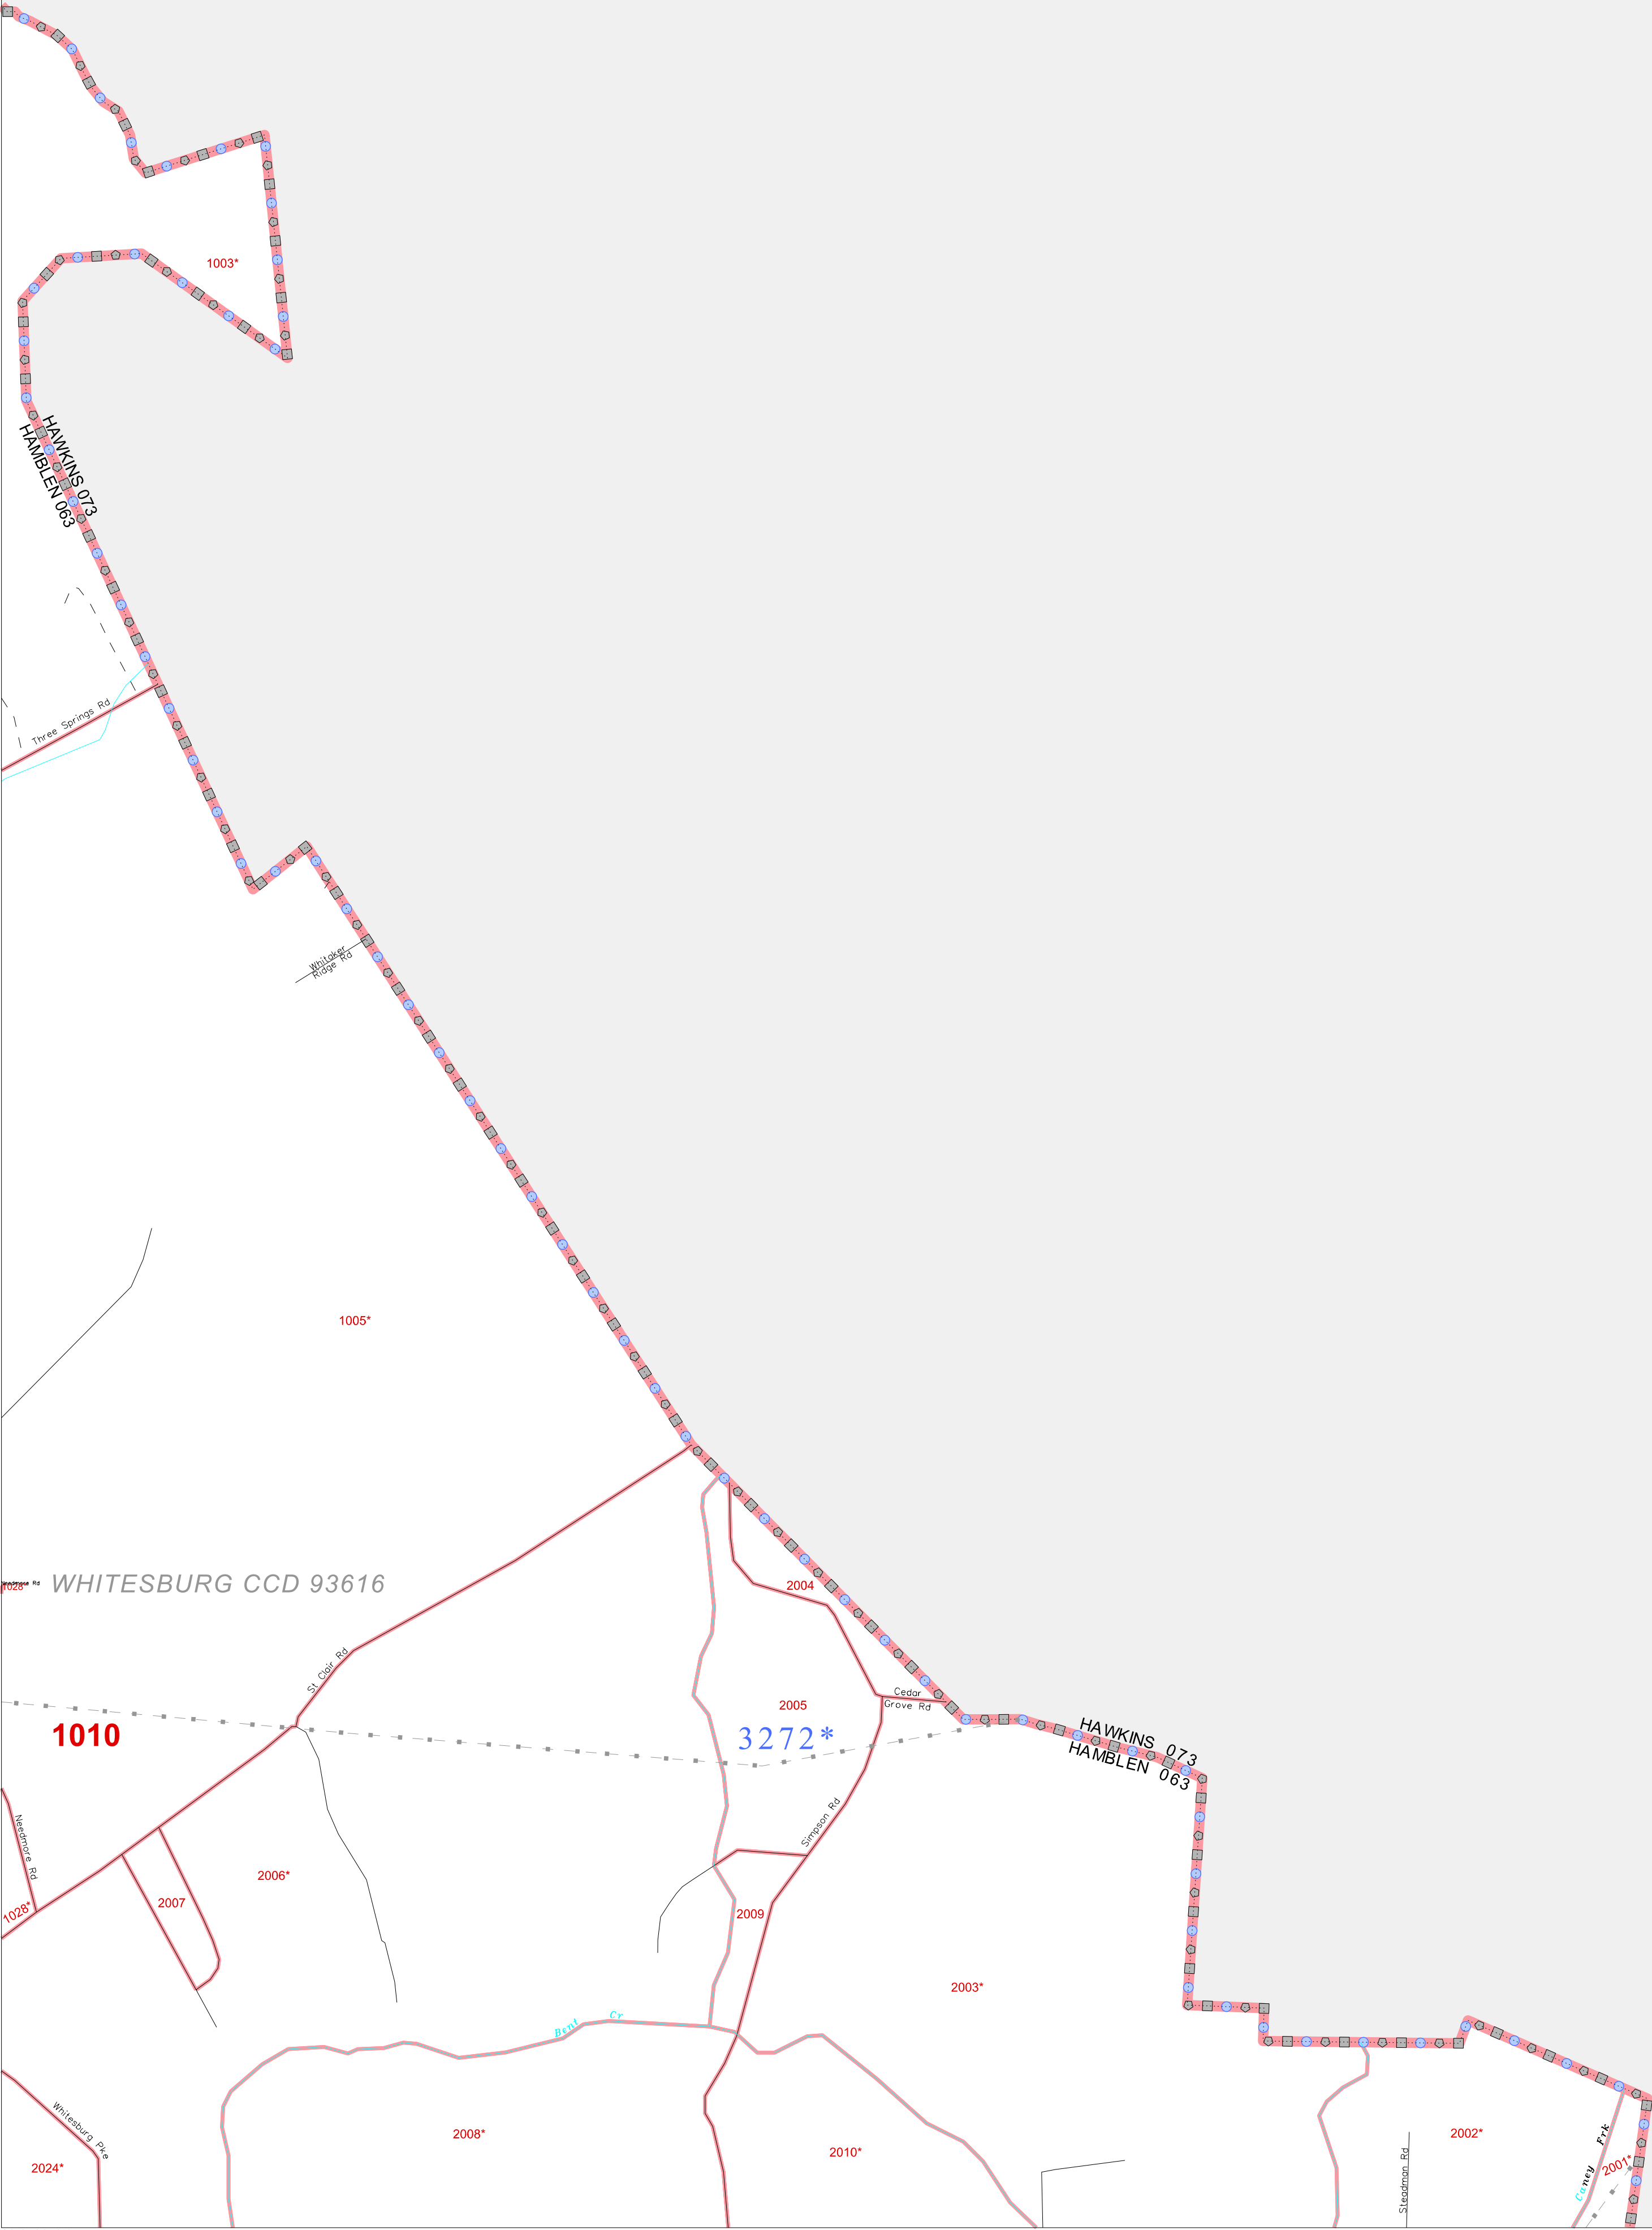 1003*
HAWKINS 073
HAMBLEN 063
Three Springs Rd
Whitaker
Ridge Rd
1005*
1028*
Needmore Rd
WHITESBURG CCD 93616
2004
St Clair Rd
Cedar
Grove Rd
2005
1010
3272*
HAWKINS 073
HAMBLEN 063
Needmore Rd
Simpson Rd
2006*
2007
1028*
2009
2003*
Bent Cr
Whitesburg Pke
2008*
2010*
2024*
Steadman Rd
2002*
Caney Frk
2001*